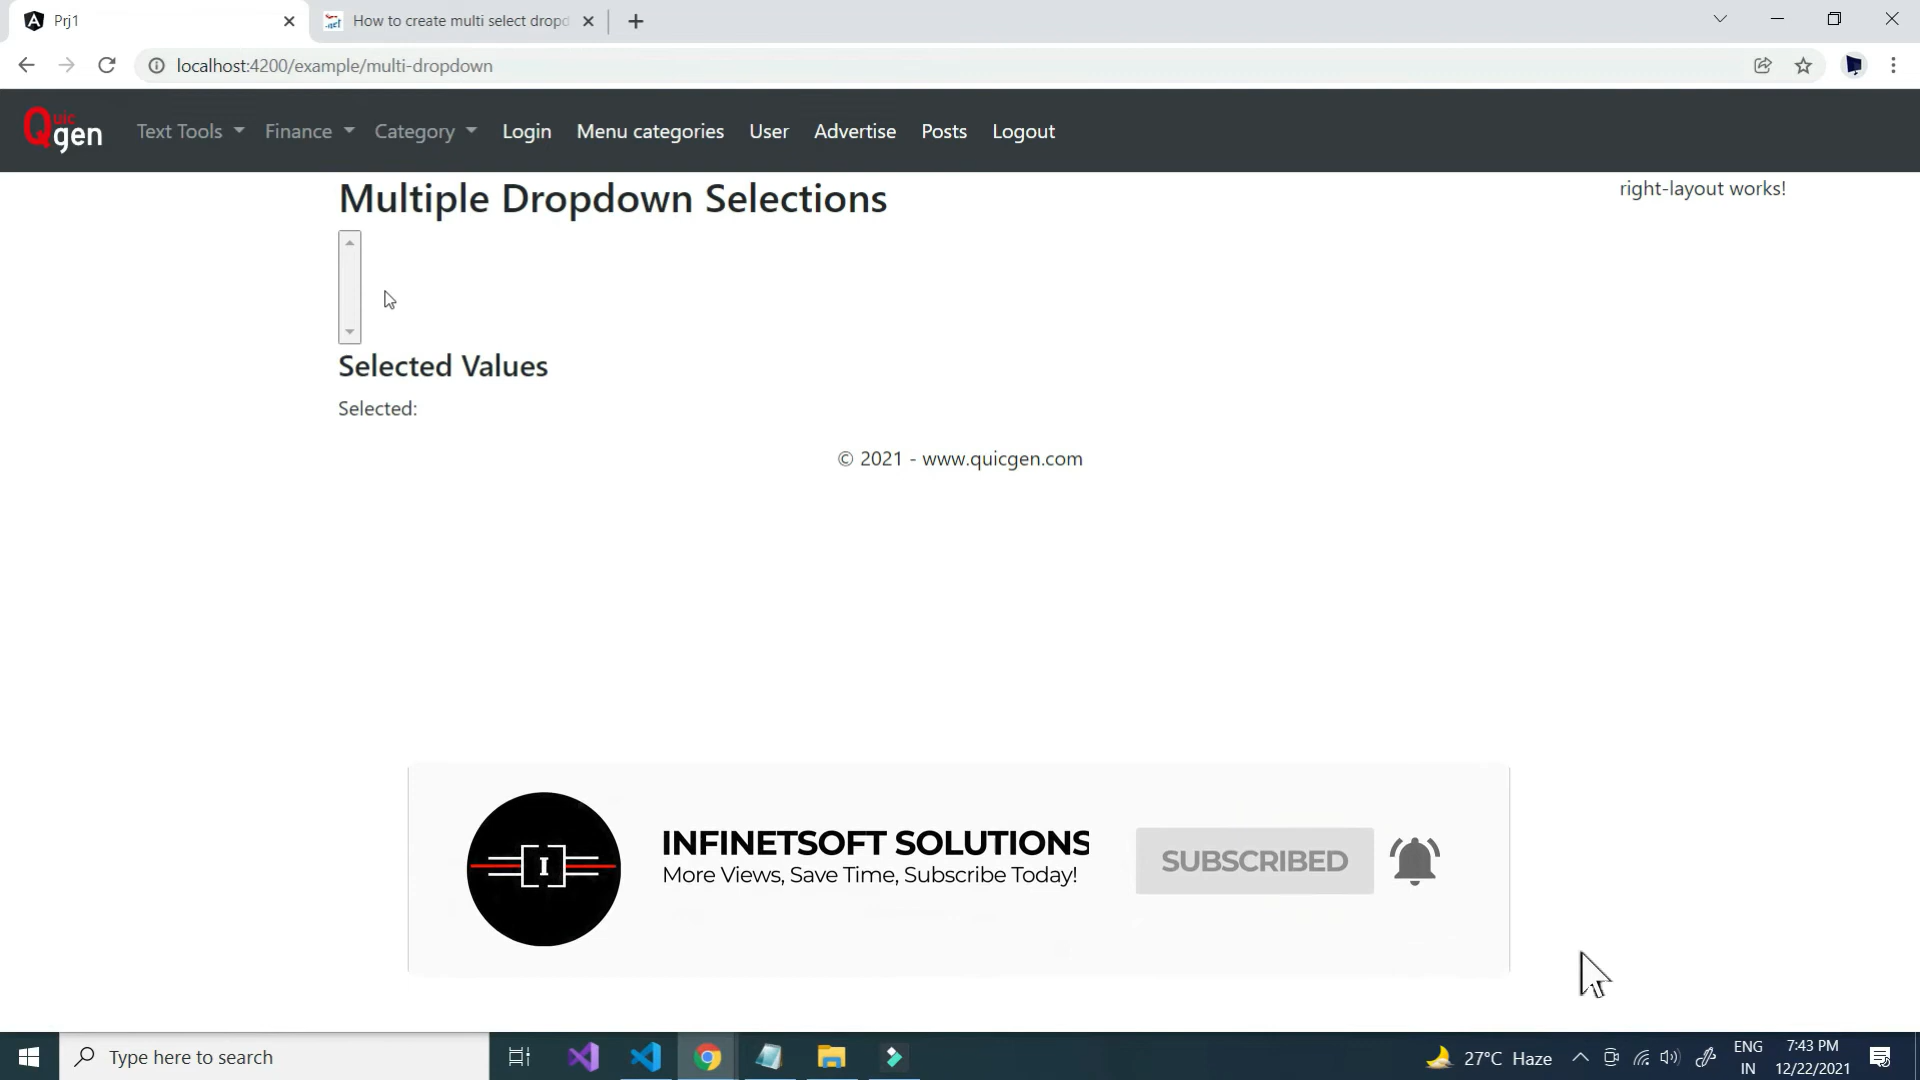 Prj1
How to create multi select dropd
localhost:4200/example/multi-dropdown
Quic gen
Text Tools Finance Category Login Menu categories User Advertise Posts Logout
Multiple Dropdown Selections
right-layout works!
Selected Values
Selected:
© 2021 - www.quicgen.com
I
INFINETSOFT SOLUTIONS
More Views, Save Time, Subscribe Today!
SUBSCRIBED
Type here to search
27°C Haze
ENG
IN
7:43 PM
12/22/2021